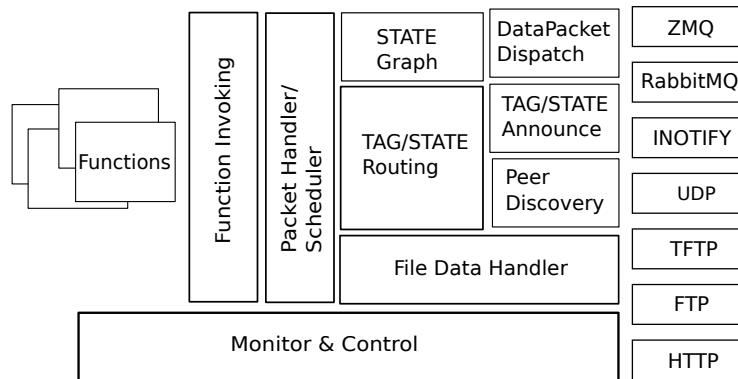 Functions
Function Invoking
Packet Handler/
Scheduler
STATE
Graph
DataPacket
Dispatch
TAG/STATE
Routing
TAG/STATE
Announce
Peer
Discovery
File Data Handler
Monitor & Control
ZMQ
RabbitMQ
INOTIFY
UDP
TFTP
FTP
HTTP